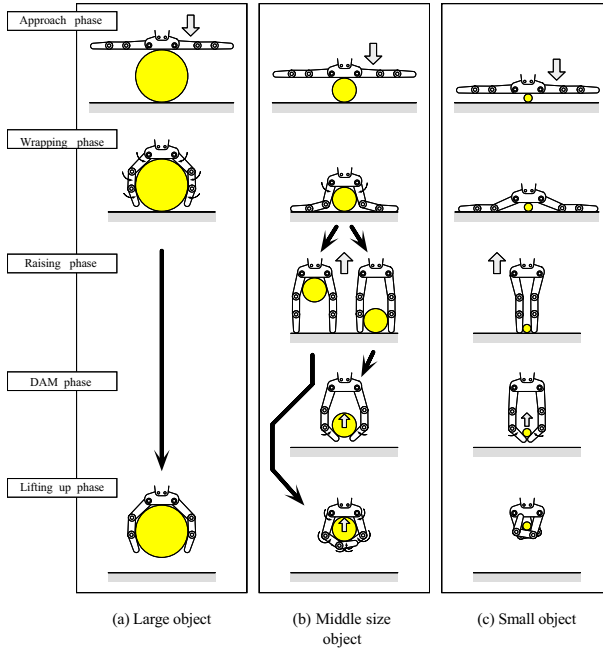 Approach phase
Wrapping phase
Raising phase
DAM phase
Lifting up phase
(a) Large object
(b) Middle size
object
(c) Small object